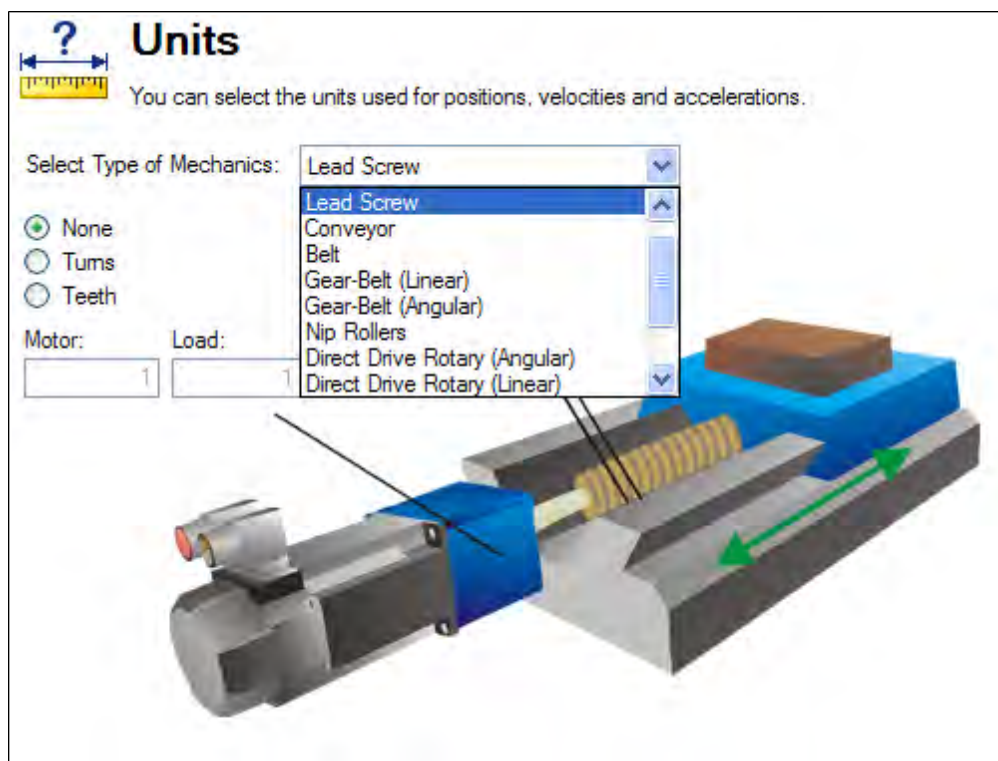 ?
Units
You can select the units used for positions, velocities and accelerations.
Select Type of Mechanics: Lead Screw
Lead Screw
Conveyor
Belt
Gear-Belt (Linear)
Gear-Belt (Angular)
Nip Rollers
Direct Drive Rotary (Angular)
Direct Drive Rotary (Linear)
None
Turns
Teeth
Motor: Load:
1 1